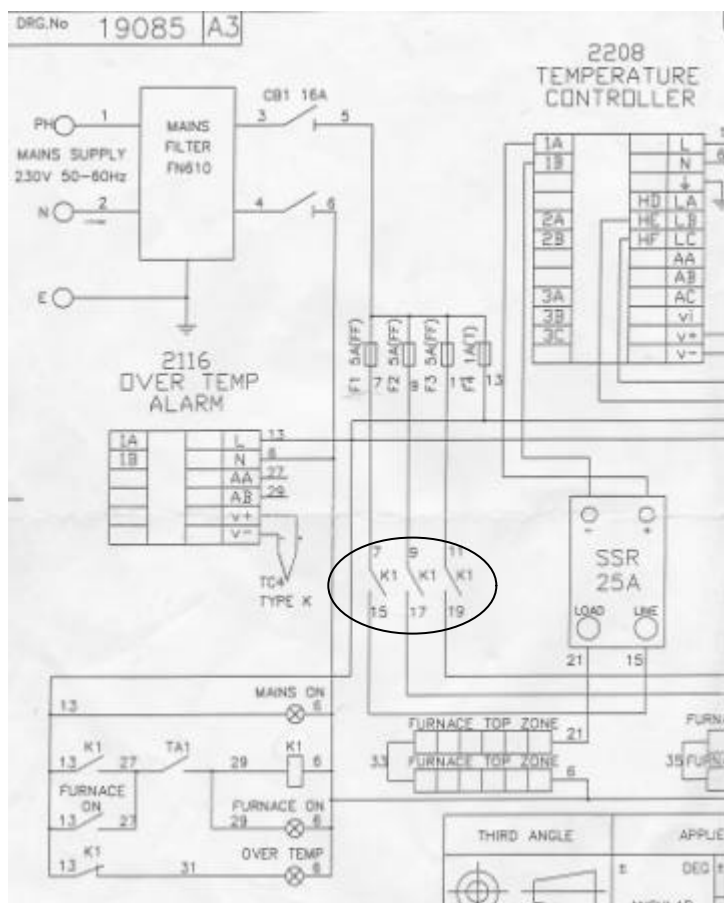 DRG.No 19085 A3
2208
TEMPERATURE
CONTROLLER
CB1 16A
PH 1
3 5
MAINS
FILTER
FN610
MAINS SUPPLY
230V 50-60Hz
N 2
4 6
E
1A L
1B N
HD LA
2A HE LB
2B HF LC
AA
AB
3A AC
3B vi
3C v+
v-
F1 5A(FF) F2 5A(FF) F3 5A(FF) F4 1A(T)
7 9 11 13
2116
OVER TEMP
ALARM
1A L 13
1B N 6
AA 27
AB 29
v+
v-
TC4
TYPE K
7 9 11
K1 K1 K1
15 17 19
- +
SSR
25A
LOAD LINE
21 15
MAINS ON
13 6
FURNACE TOP ZONE 21
33 FURNACE TOP ZONE 6
35
K1 TA1 K1
13 27 29 6
FURNACE
ON
13 27
FURNACE ON
29 6
K1 OVER TEMP
13 31 6
THIRD ANGLE
DEG